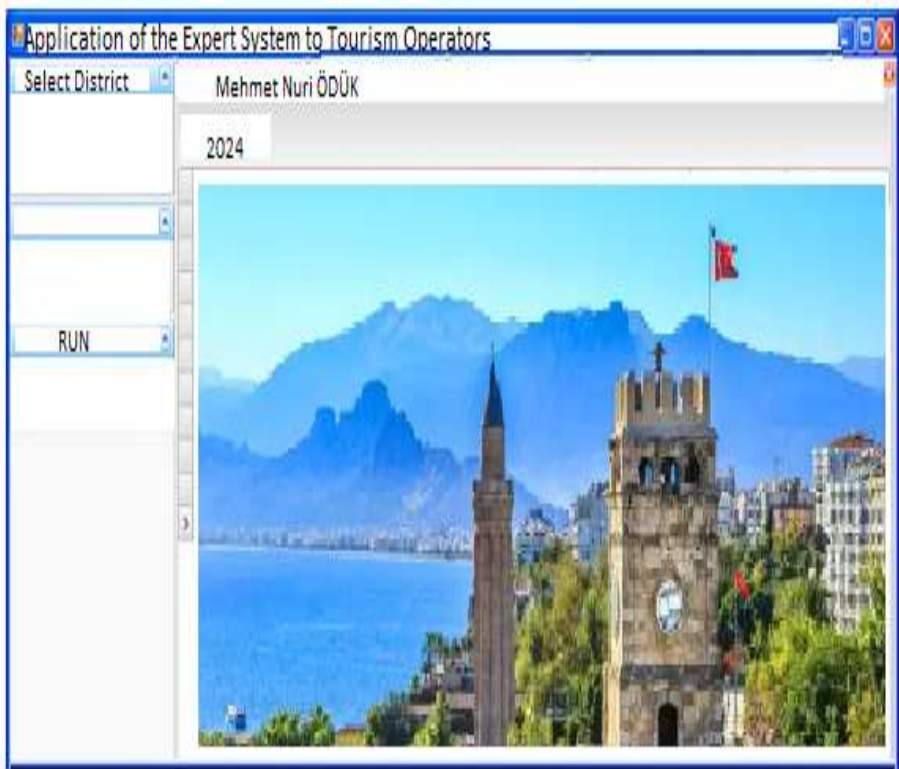 Application of the Expert System to Tourism Operators
Select District
Mehmet Nuri ÖDÜK
2024
RUN